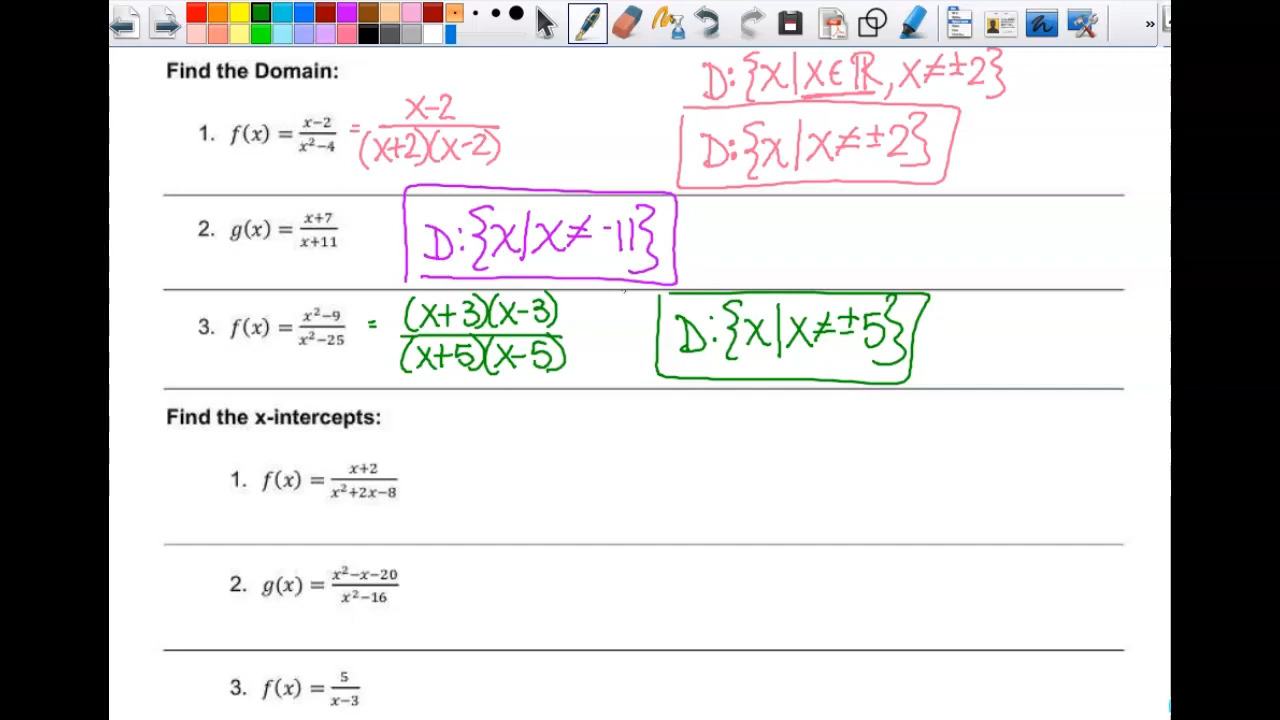 Find the Domain:
D: {x | x ∈ ℝ, x ≠ ±2}
1. f(x) = (x−2)/(x²−4) = (x−2)/((x+2)(x−2))
D: {x | x ≠ ±2}
2. g(x) = (x+7)/(x+11)
D: {x | x ≠ -11}
3. f(x) = (x²−9)/(x²−25) = ((x+3)(x−3))/((x+5)(x−5))
D: {x | x ≠ ±5}
Find the x-intercepts:
1. f(x) = (x+2)/(x²+2x−8)
2. g(x) = (x²−x−20)/(x²−16)
3. f(x) = 5/(x−3)